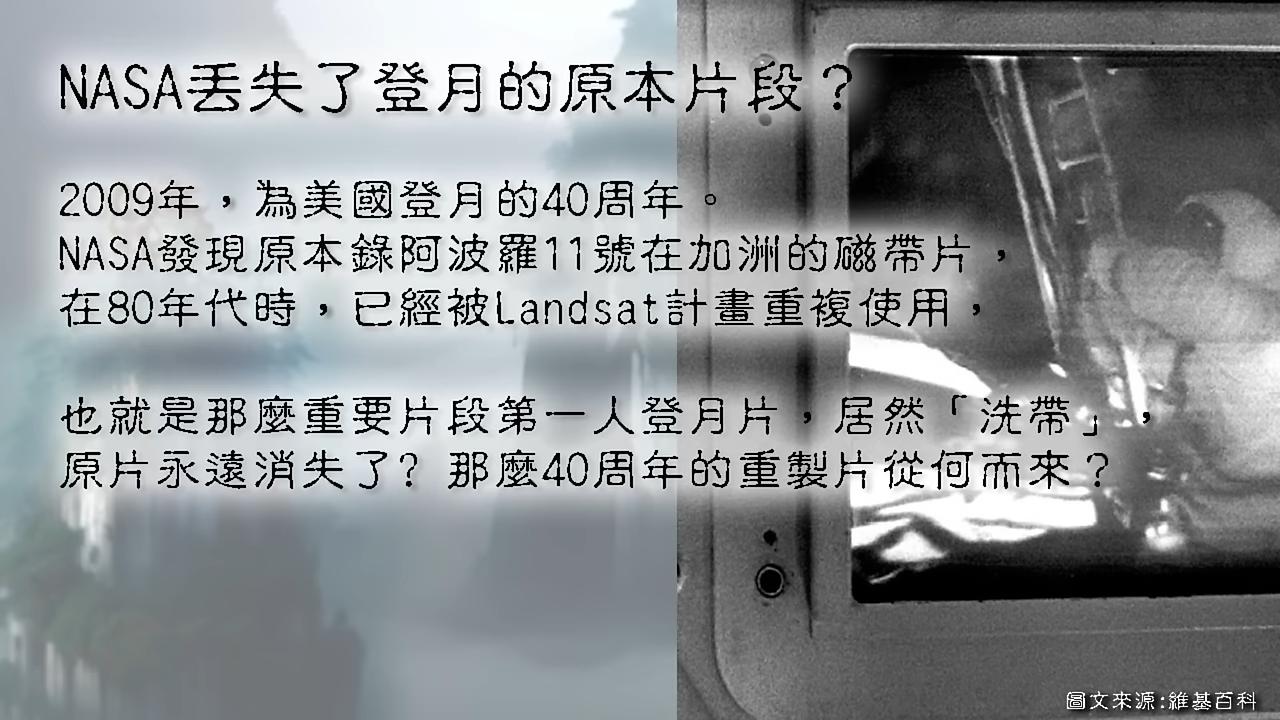 NASA丟失了登月的原本片段？
2009年，為美國登月的40周年。
NASA發現原本錄阿波羅11號在加洲的磁帶片，
在80年代時，已經被Landsat計畫重複使用，
也就是那麼重要片段第一人登月片，居然「洗帶」，
原片永遠消失了? 那麼40周年的重製片從何而來？
圖文來源:維基百科